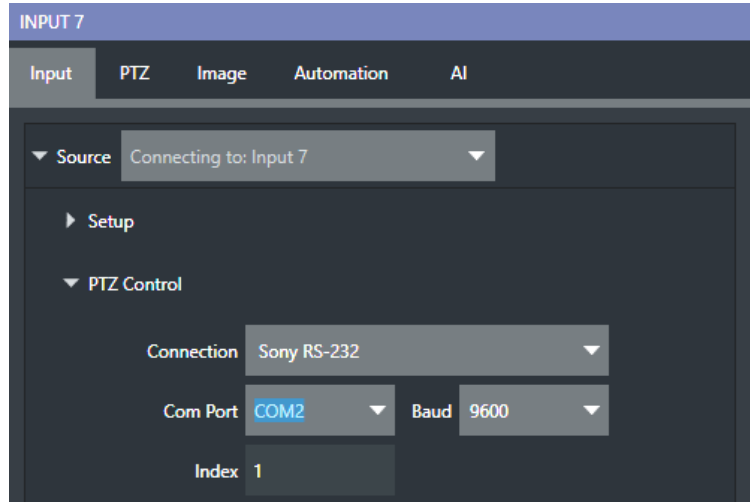 INPUT 7
Input PTZ Image Automation AI
Source Connecting to: Input 7
Setup
PTZ Control
Connection Sony RS-232
Com Port COM2 Baud 9600
Index 1